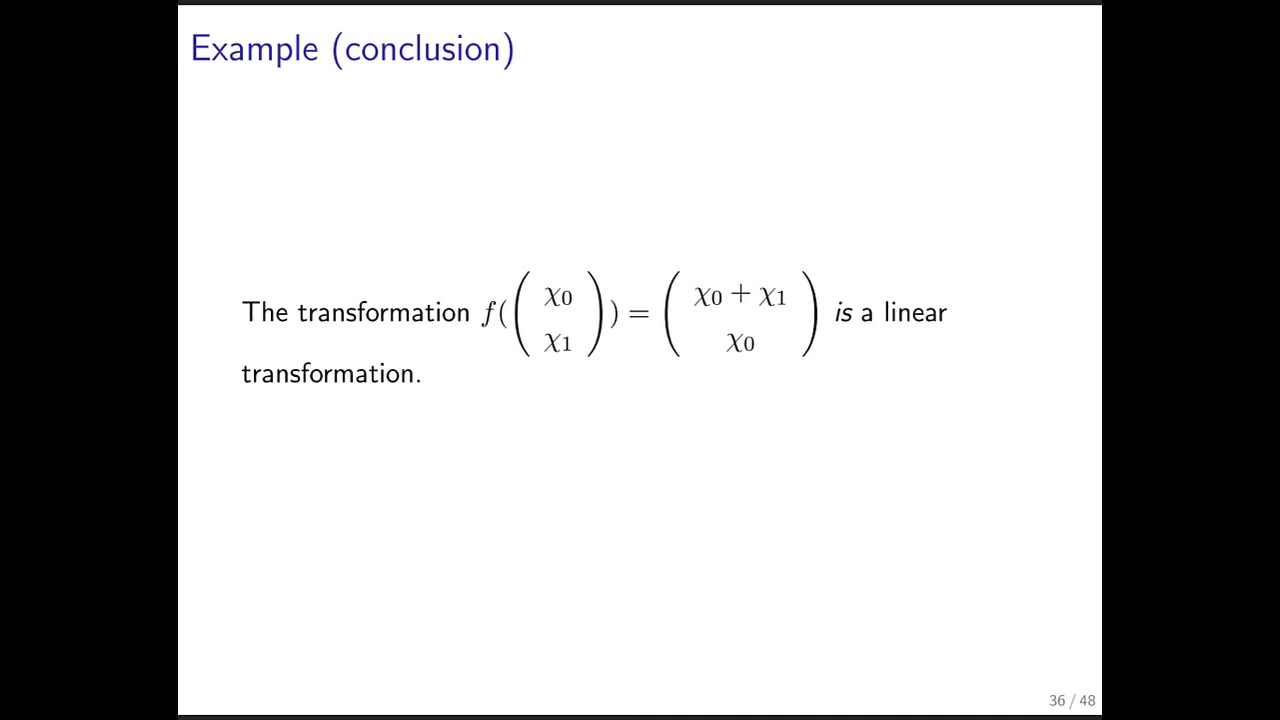 Example (conclusion)
The transformation f( ( χ0 χ1 ) ) = ( χ0 + χ1 χ0 ) is a linear
transformation.
36 / 48